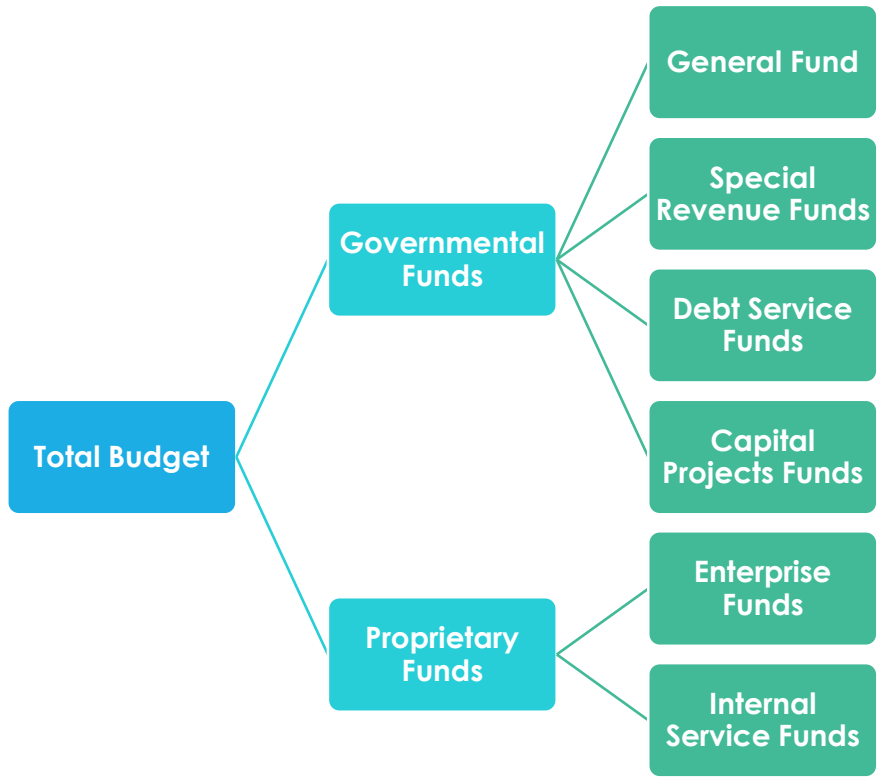 Total Budget
Governmental
Funds
General Fund
Special
Revenue Funds
Debt Service
Funds
Capital
Projects Funds
Proprietary
Funds
Enterprise
Funds
Internal
Service Funds